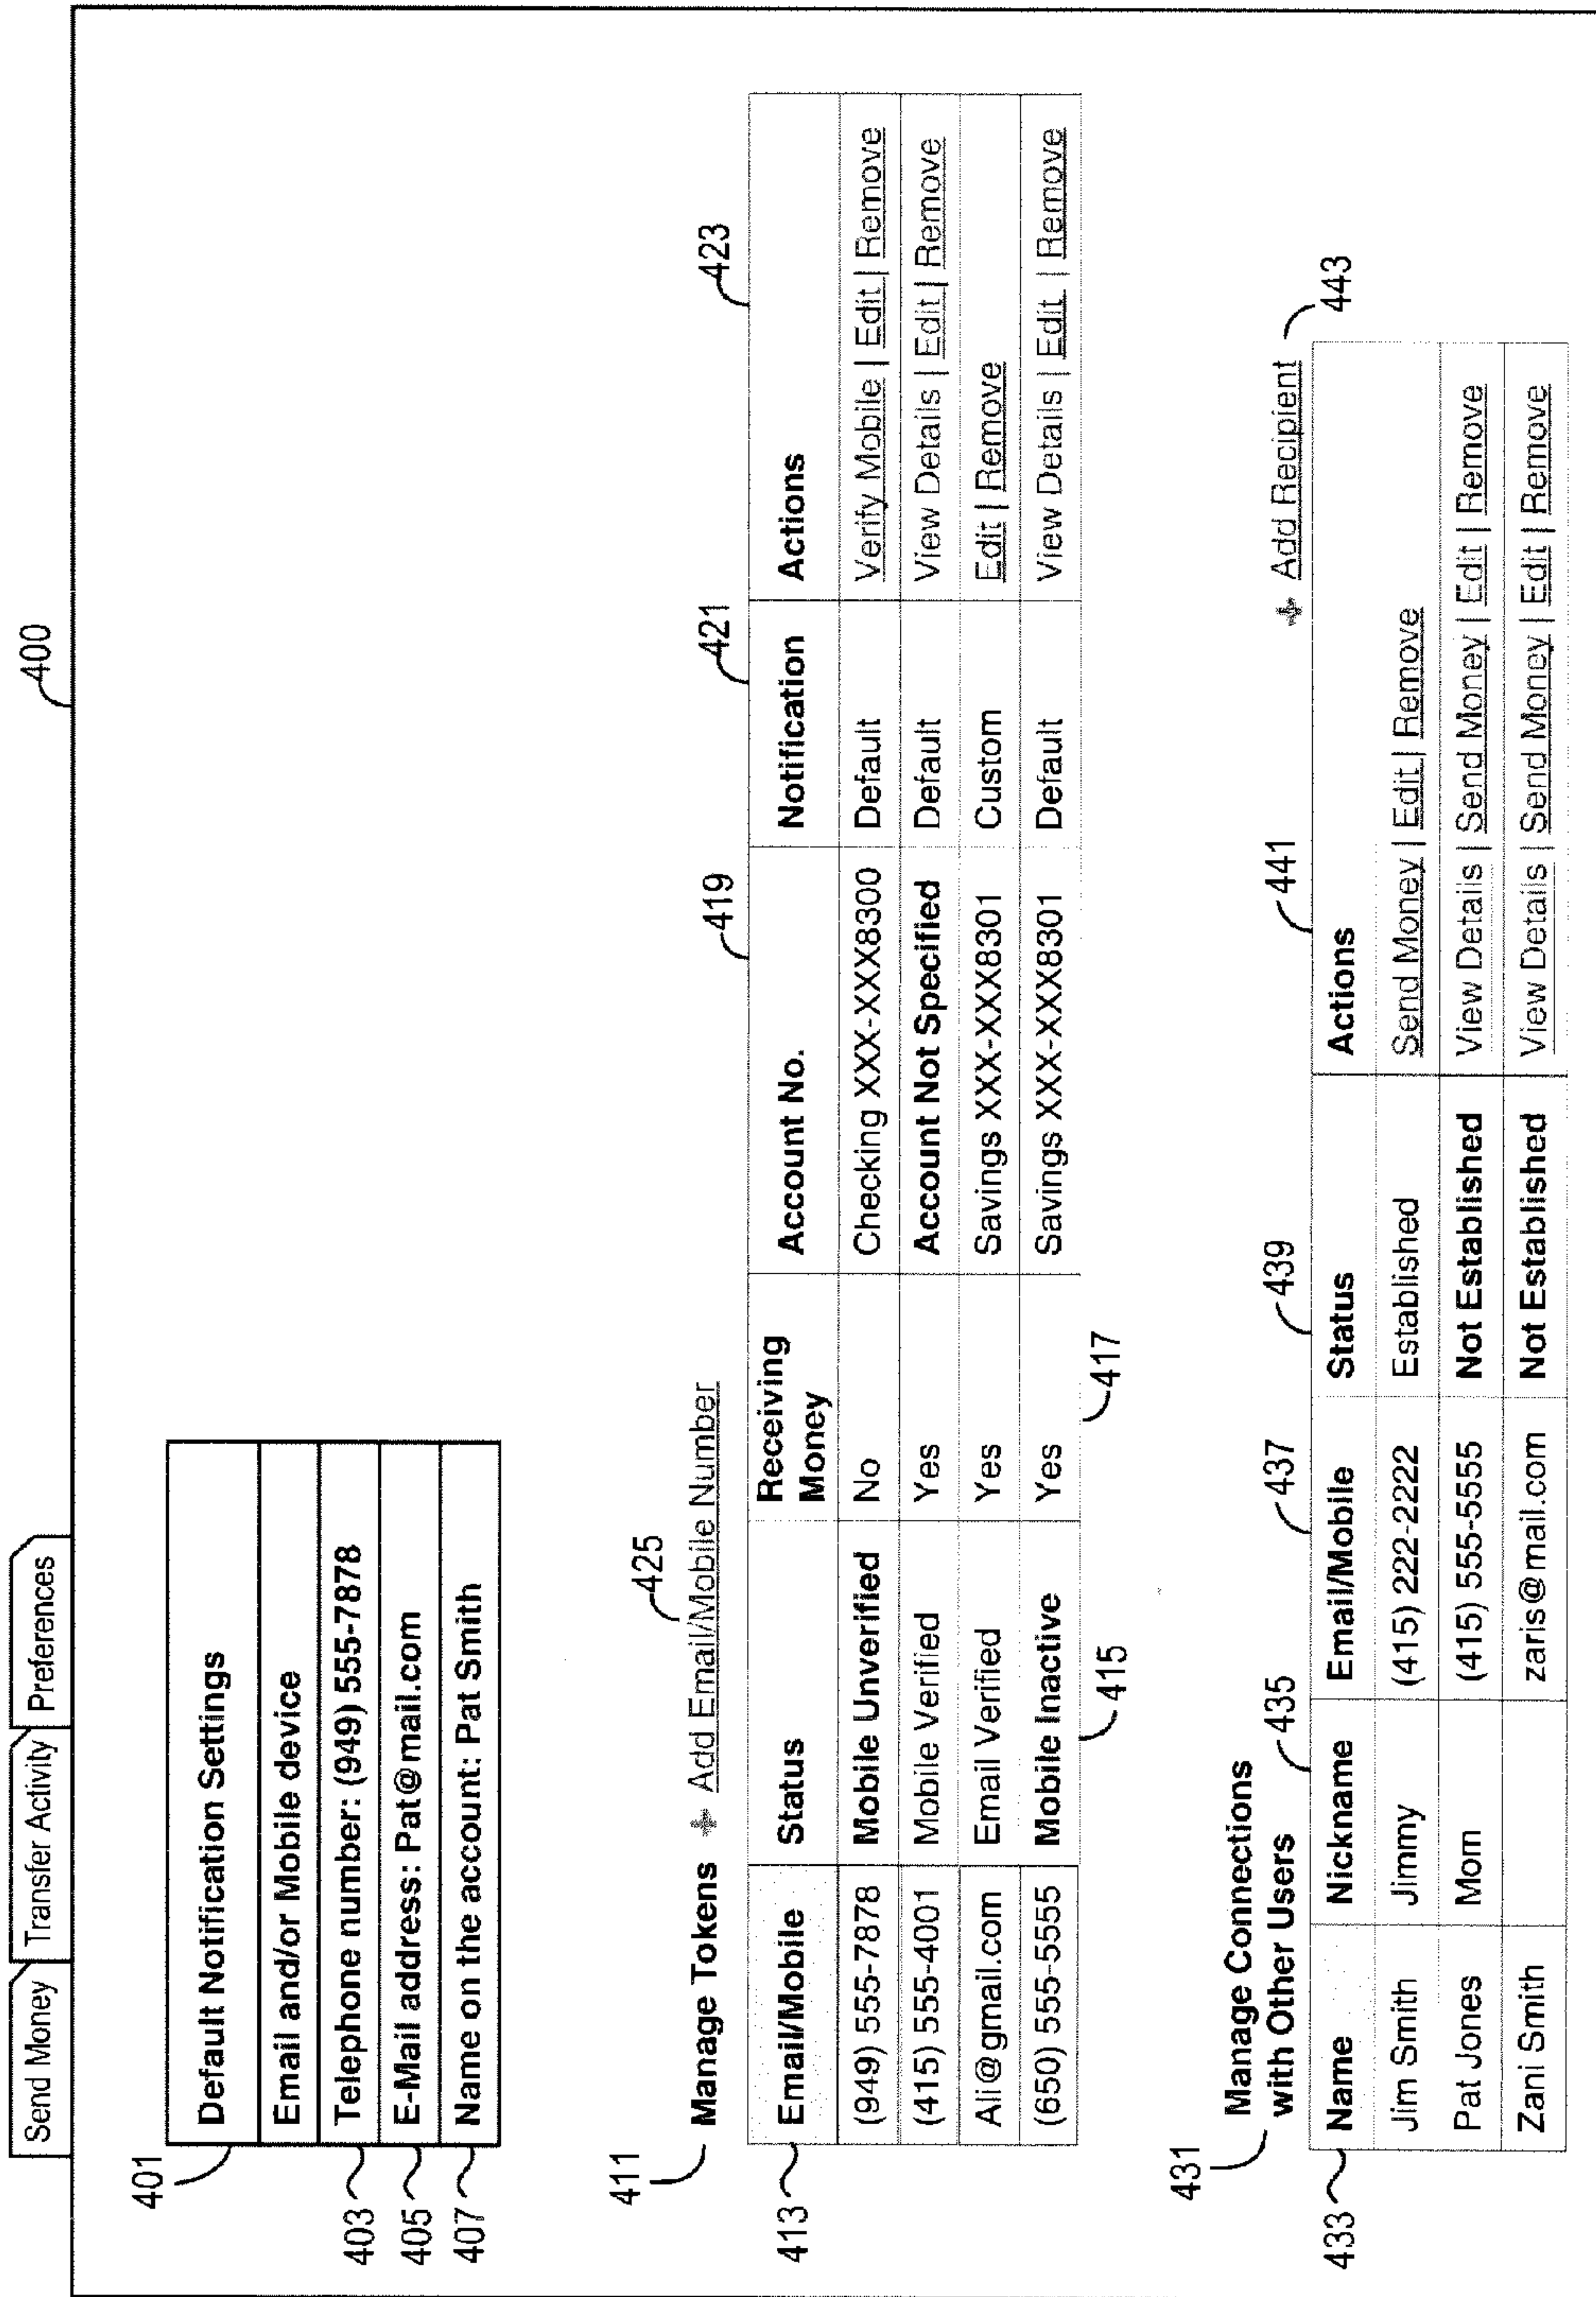 400
Send Money Transfer Activity Preferences
401
Default Notification Settings
Email and/or Mobile device
403 Telephone number: (949) 555-7878
405 E-Mail address: Pat@mail.com
407 Name on the account: Pat Smith
425
411 Manage Tokens Add Email/Mobile Number 419 421 423
413 Email/Mobile Status Receiving Money Account No. Notification Actions
(949) 555-7878 Mobile Unverified No Checking XXX-XXX8300 Default Verify Mobile | Edit | Remove
(415) 555-4001 Mobile Verified Yes Account Not Specified Default View Details | Edit | Remove
Ali@gmail.com Email Verified Yes Savings XXX-XXX8301 Custom Edit | Remove
(650) 555-5555 Mobile Inactive Yes Savings XXX-XXX8301 Default View Details | Edit | Remove
415 417
431 Manage Connections
with Other Users 435 437 439 441 Add Recipient 443
433 Name Nickname Email/Mobile Status Actions
Jim Smith Jimmy (415) 222-2222 Established Send Money | Edit | Remove
Pat Jones Mom (415) 555-5555 Not Established View Details | Send Money | Edit | Remove
Zani Smith zaris@mail.com Not Established View Details | Send Money | Edit | Remove